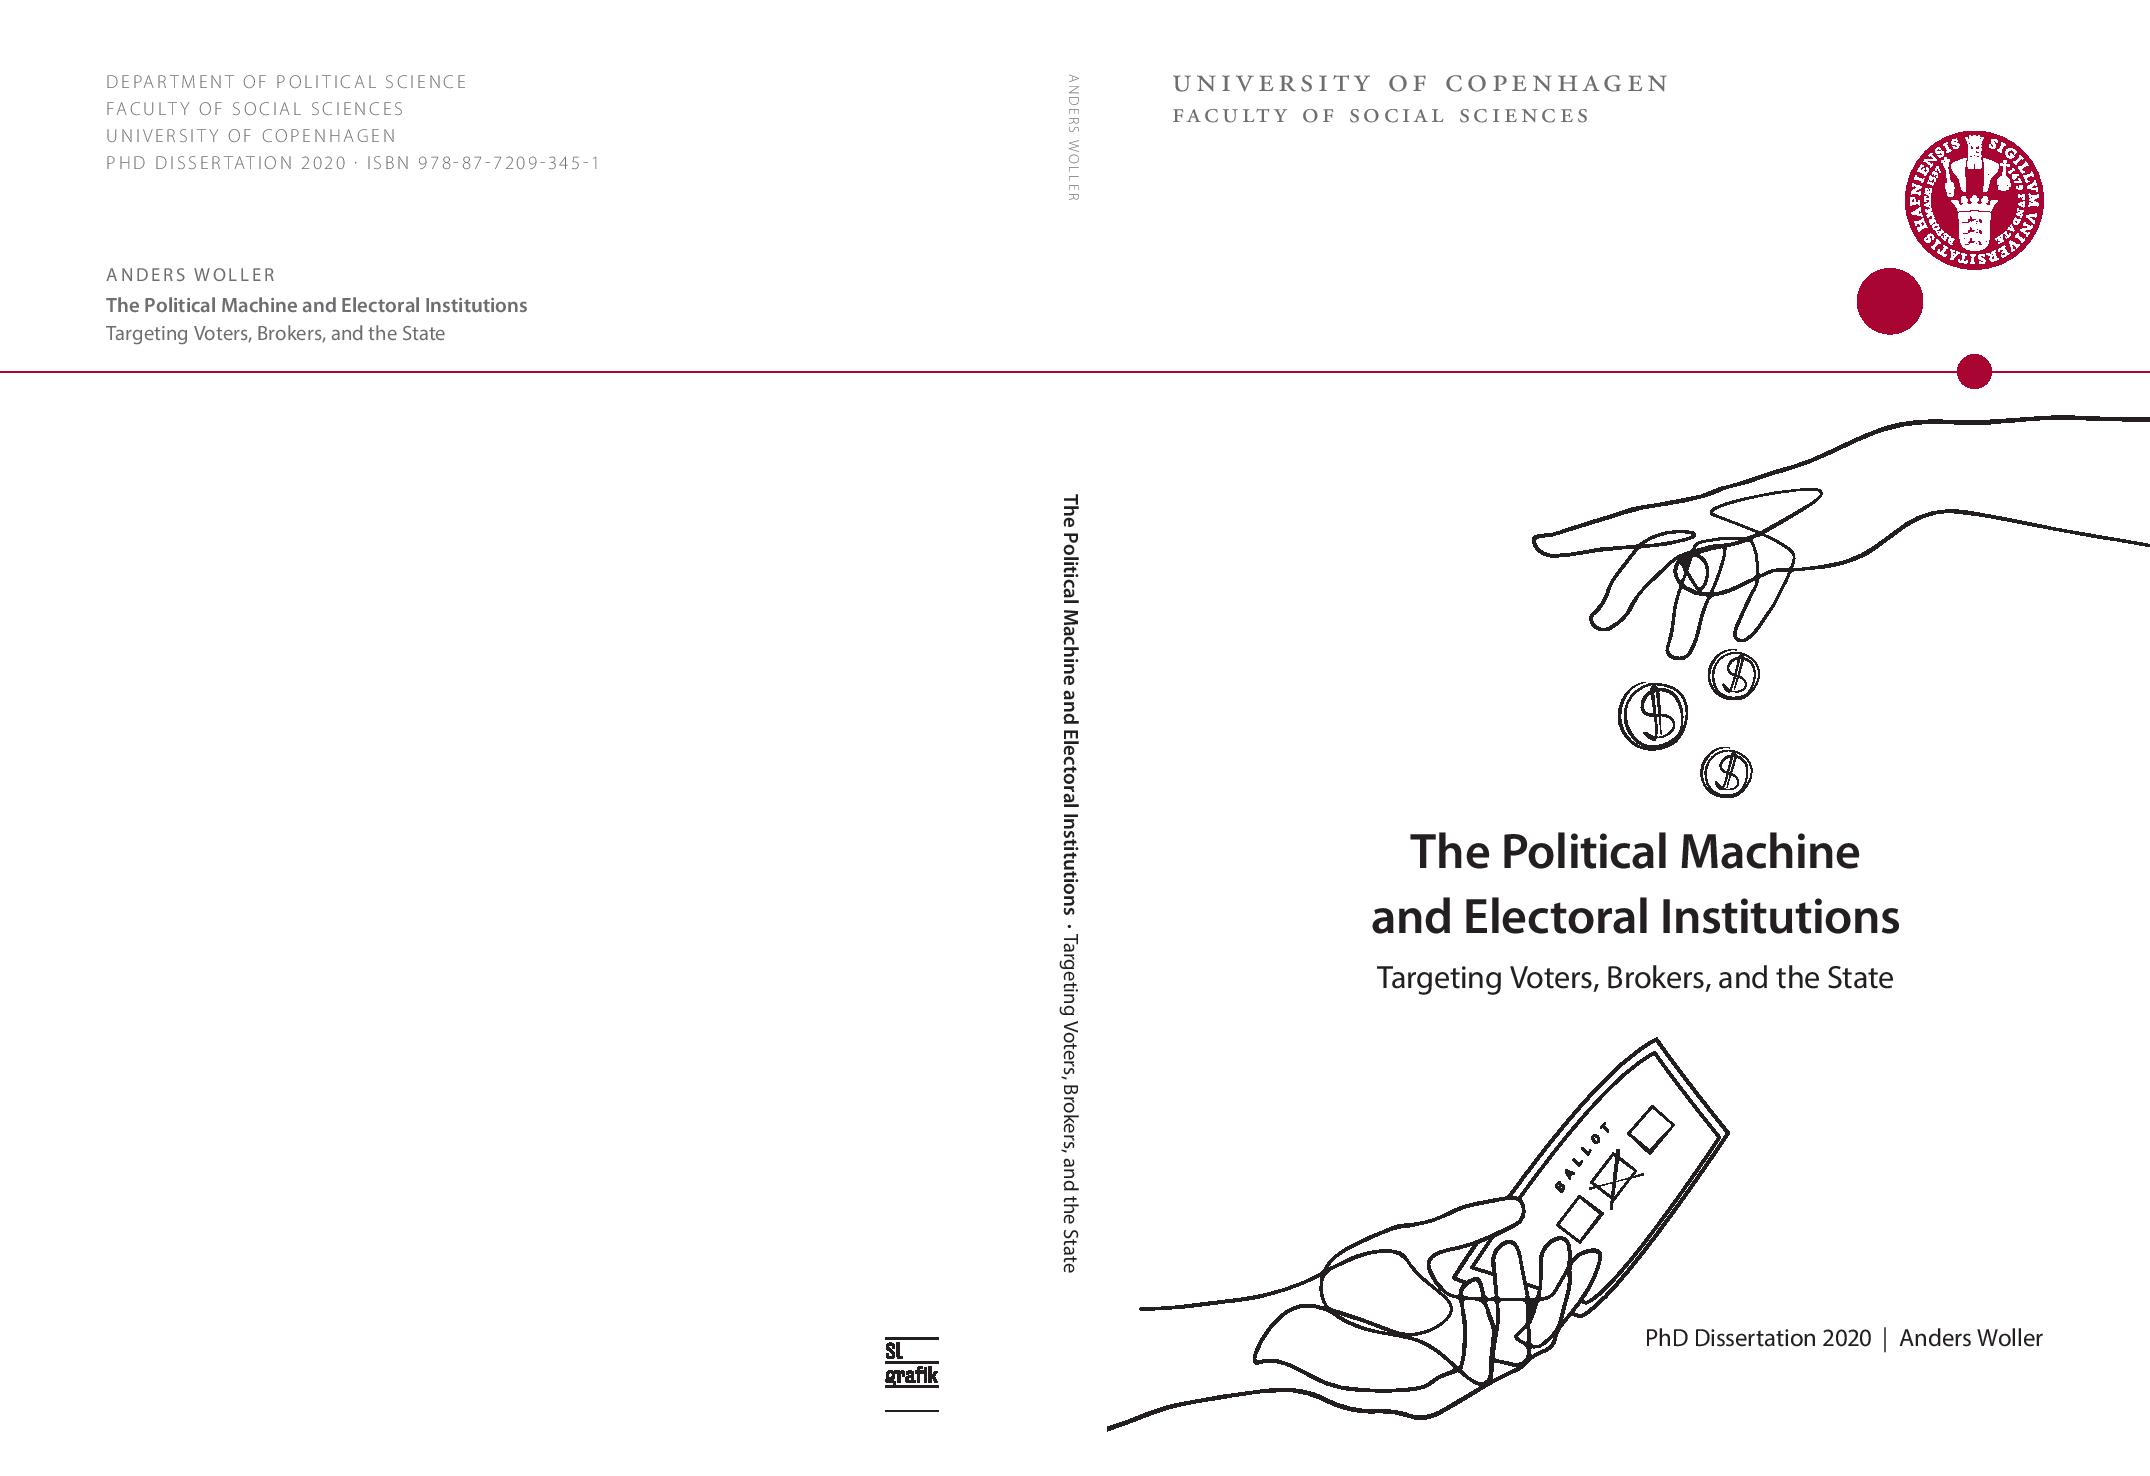 DEPARTMENT OF POLITICAL SCIENCE
FACULTY OF SOCIAL SCIENCES
UNIVERSITY OF COPENHAGEN
PHD DISSERTATION 2020 · ISBN 978-87-7209-345-1
ANDERS WOLLER
The Political Machine and Electoral Institutions
Targeting Voters, Brokers, and the State
SL
grafik
ANDERS WOLLER
The Political Machine and Electoral Institutions · Targeting Voters, Brokers, and the State
UNIVERSITY OF COPENHAGEN
FACULTY OF SOCIAL SCIENCES
SIGILLVM VNIVERSITATIS HAFNIENSIS
$
$
$
The Political Machine
and Electoral Institutions
Targeting Voters, Brokers, and the State
BALLOT
PhD Dissertation 2020 | Anders Woller